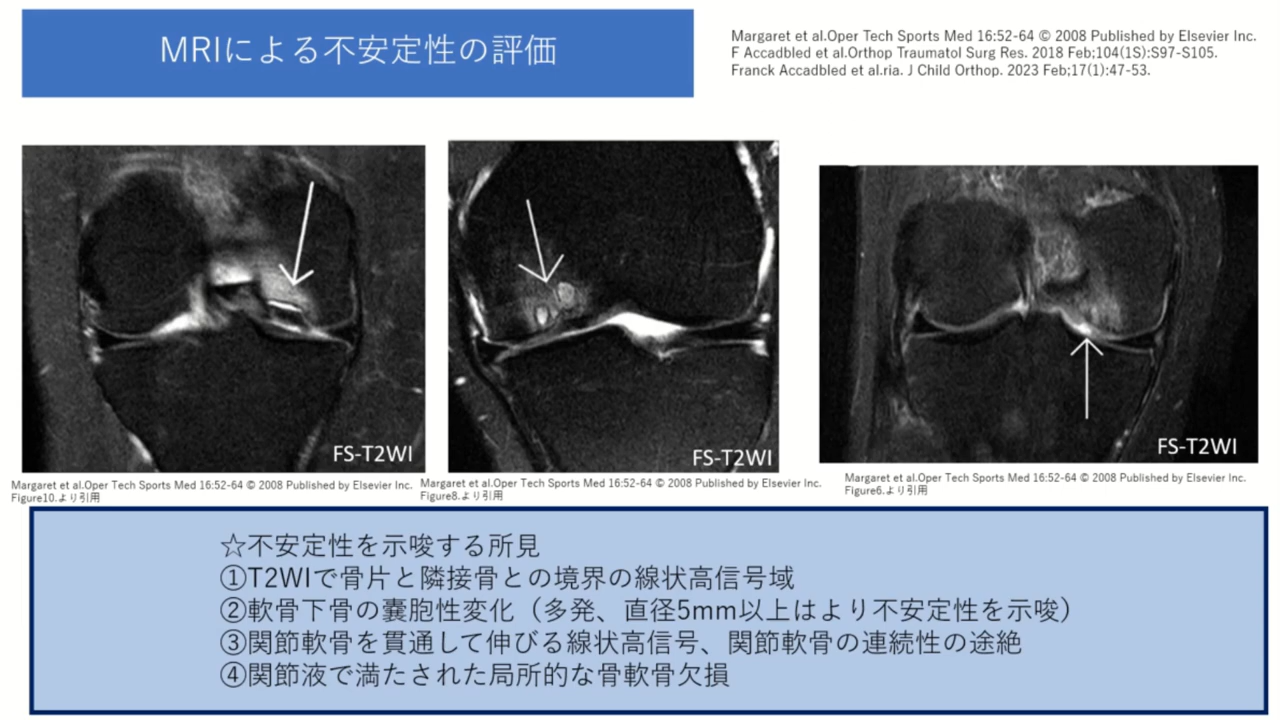 MRIによる不安定性の評価
Margaret et al.Oper Tech Sports Med 16:52-64 © 2008 Published by Elsevier Inc.
F Accadbled et al.Orthop Traumatol Surg Res. 2018 Feb;104(1S):S97-S105.
Franck Accadbled et al.ria. J Child Orthop. 2023 Feb;17(1):47-53.
FS-T2WI
FS-T2WI
FS-T2WI
Margaret et al.Oper Tech Sports Med 16:52-64 © 2008 Published by Elsevier Inc.
Figure10.より引用
Margaret et al.Oper Tech Sports Med 16:52-64 © 2008 Published by Elsevier Inc.
Figure8.より引用
Margaret et al.Oper Tech Sports Med 16:52-64 © 2008 Published by Elsevier Inc.
Figure6.より引用
☆不安定性を示唆する所見
①T2WIで骨片と隣接骨との境界の線状高信号域
②軟骨下骨の嚢胞性変化（多発、直径5mm以上はより不安定性を示唆）
③関節軟骨を貫通して伸びる線状高信号、関節軟骨の連続性の途絶
④関節液で満たされた局所的な骨軟骨欠損